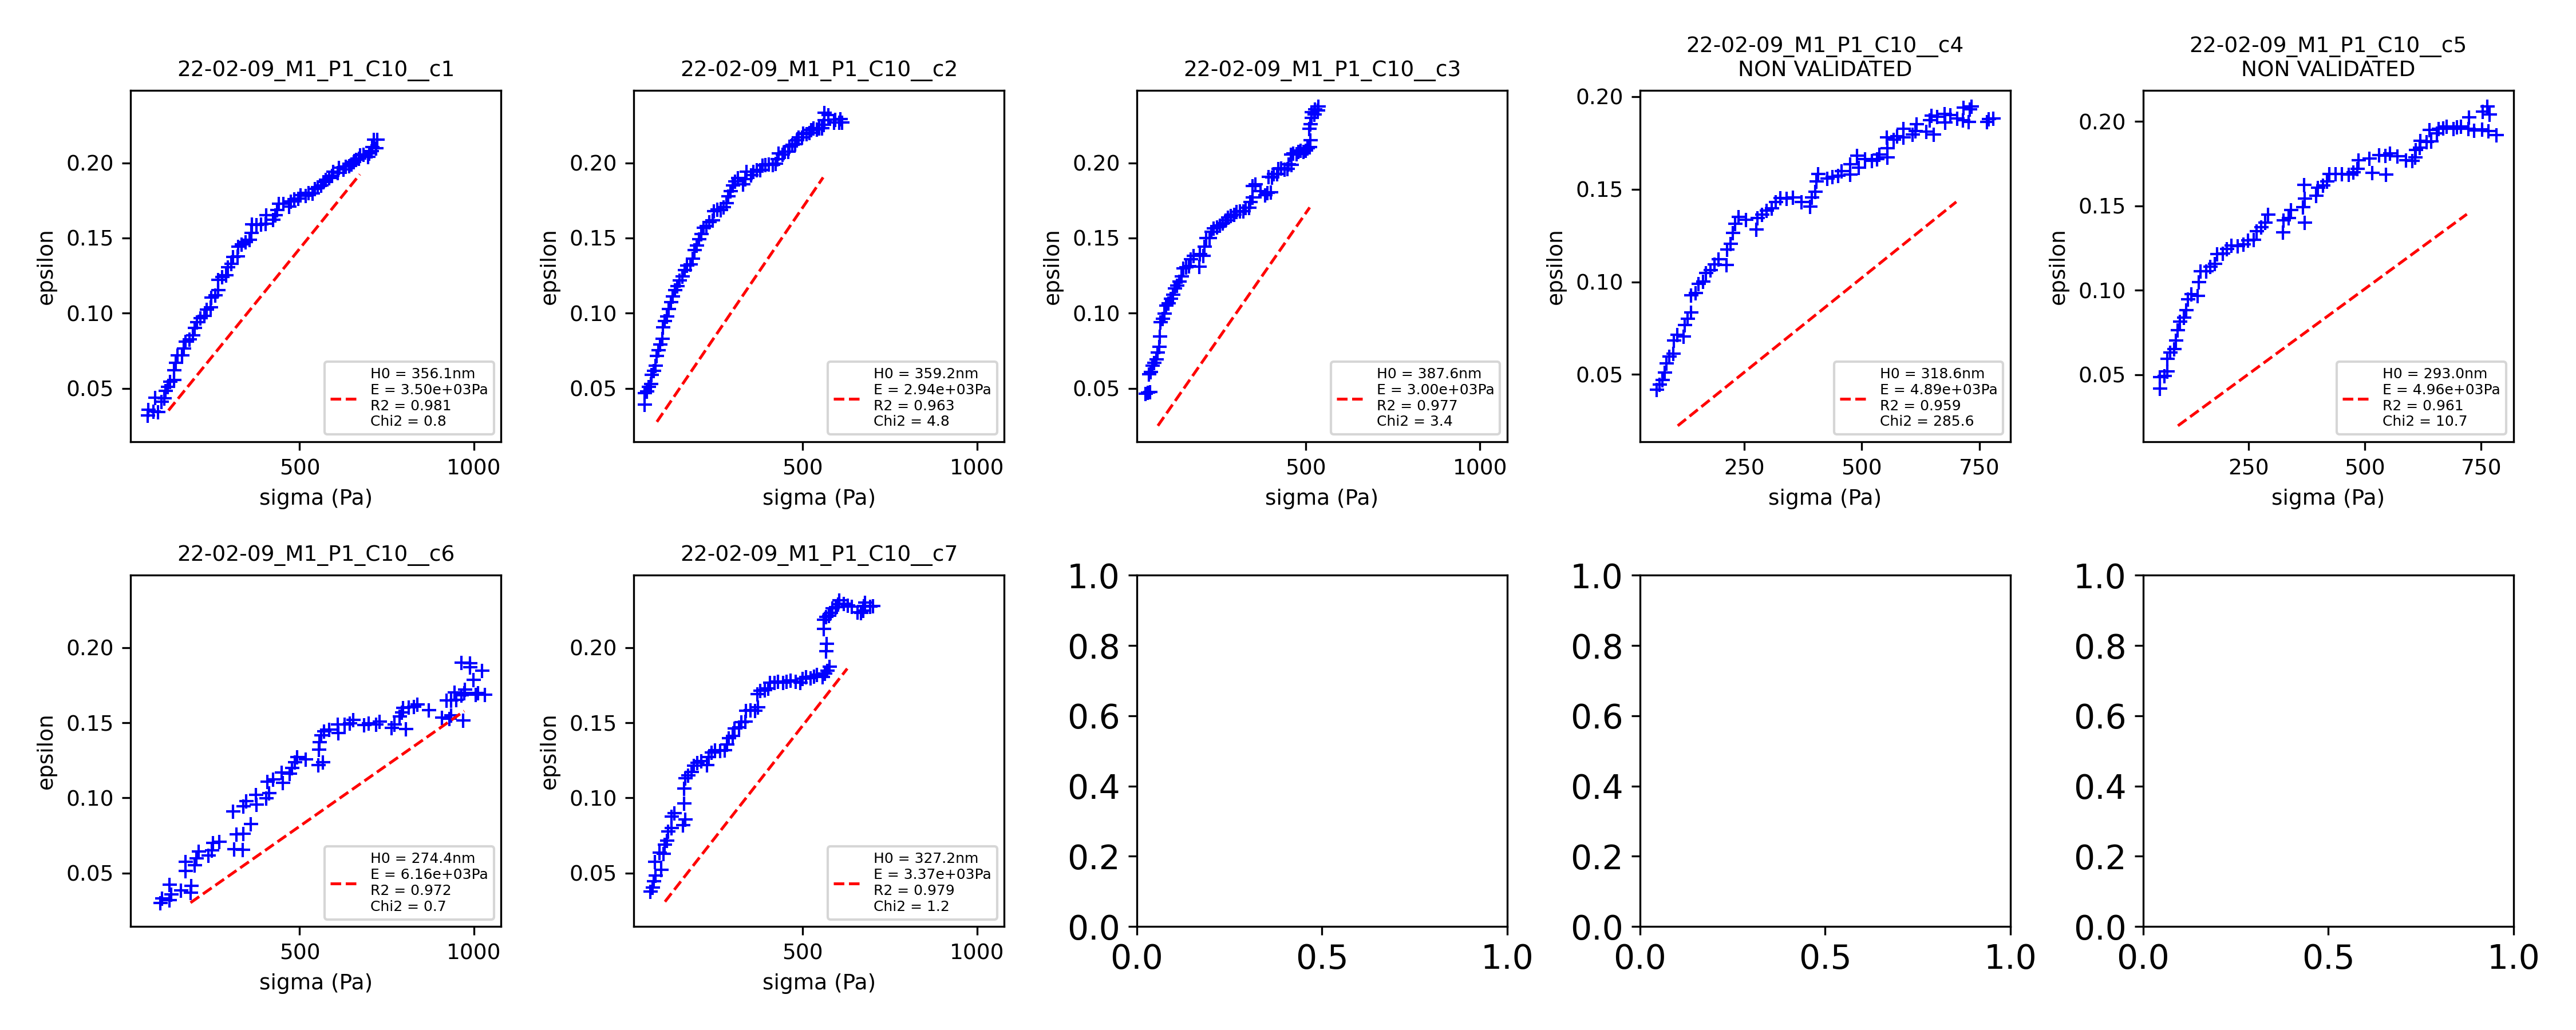 22-02-09_M1_P1_C10__c1
epsilon
0.20
0.15
0.10
0.05
H0 = 356.1nm
E = 3.50e+03Pa
R2 = 0.981
Chi2 = 0.8
500
1000
sigma (Pa)
22-02-09_M1_P1_C10__c2
epsilon
0.20
0.15
0.10
0.05
H0 = 359.2nm
E = 2.94e+03Pa
R2 = 0.963
Chi2 = 4.8
500
1000
sigma (Pa)
22-02-09_M1_P1_C10__c3
epsilon
0.20
0.15
0.10
0.05
H0 = 387.6nm
E = 3.00e+03Pa
R2 = 0.977
Chi2 = 3.4
500
1000
sigma (Pa)
22-02-09_M1_P1_C10__c4
NON VALIDATED
epsilon
0.20
0.15
0.10
0.05
H0 = 318.6nm
E = 4.89e+03Pa
R2 = 0.959
Chi2 = 285.6
250
500
750
sigma (Pa)
22-02-09_M1_P1_C10__c5
NON VALIDATED
epsilon
0.20
0.15
0.10
0.05
H0 = 293.0nm
E = 4.96e+03Pa
R2 = 0.961
Chi2 = 10.7
250
500
750
sigma (Pa)
22-02-09_M1_P1_C10__c6
epsilon
0.20
0.15
0.10
0.05
H0 = 274.4nm
E = 6.16e+03Pa
R2 = 0.972
Chi2 = 0.7
500
1000
sigma (Pa)
22-02-09_M1_P1_C10__c7
epsilon
0.20
0.15
0.10
0.05
H0 = 327.2nm
E = 3.37e+03Pa
R2 = 0.979
Chi2 = 1.2
500
1000
sigma (Pa)
1.0
0.8
0.6
0.4
0.2
0.0
0.0
0.5
1.0
1.0
0.8
0.6
0.4
0.2
0.0
0.0
0.5
1.0
1.0
0.8
0.6
0.4
0.2
0.0
0.0
0.5
1.0